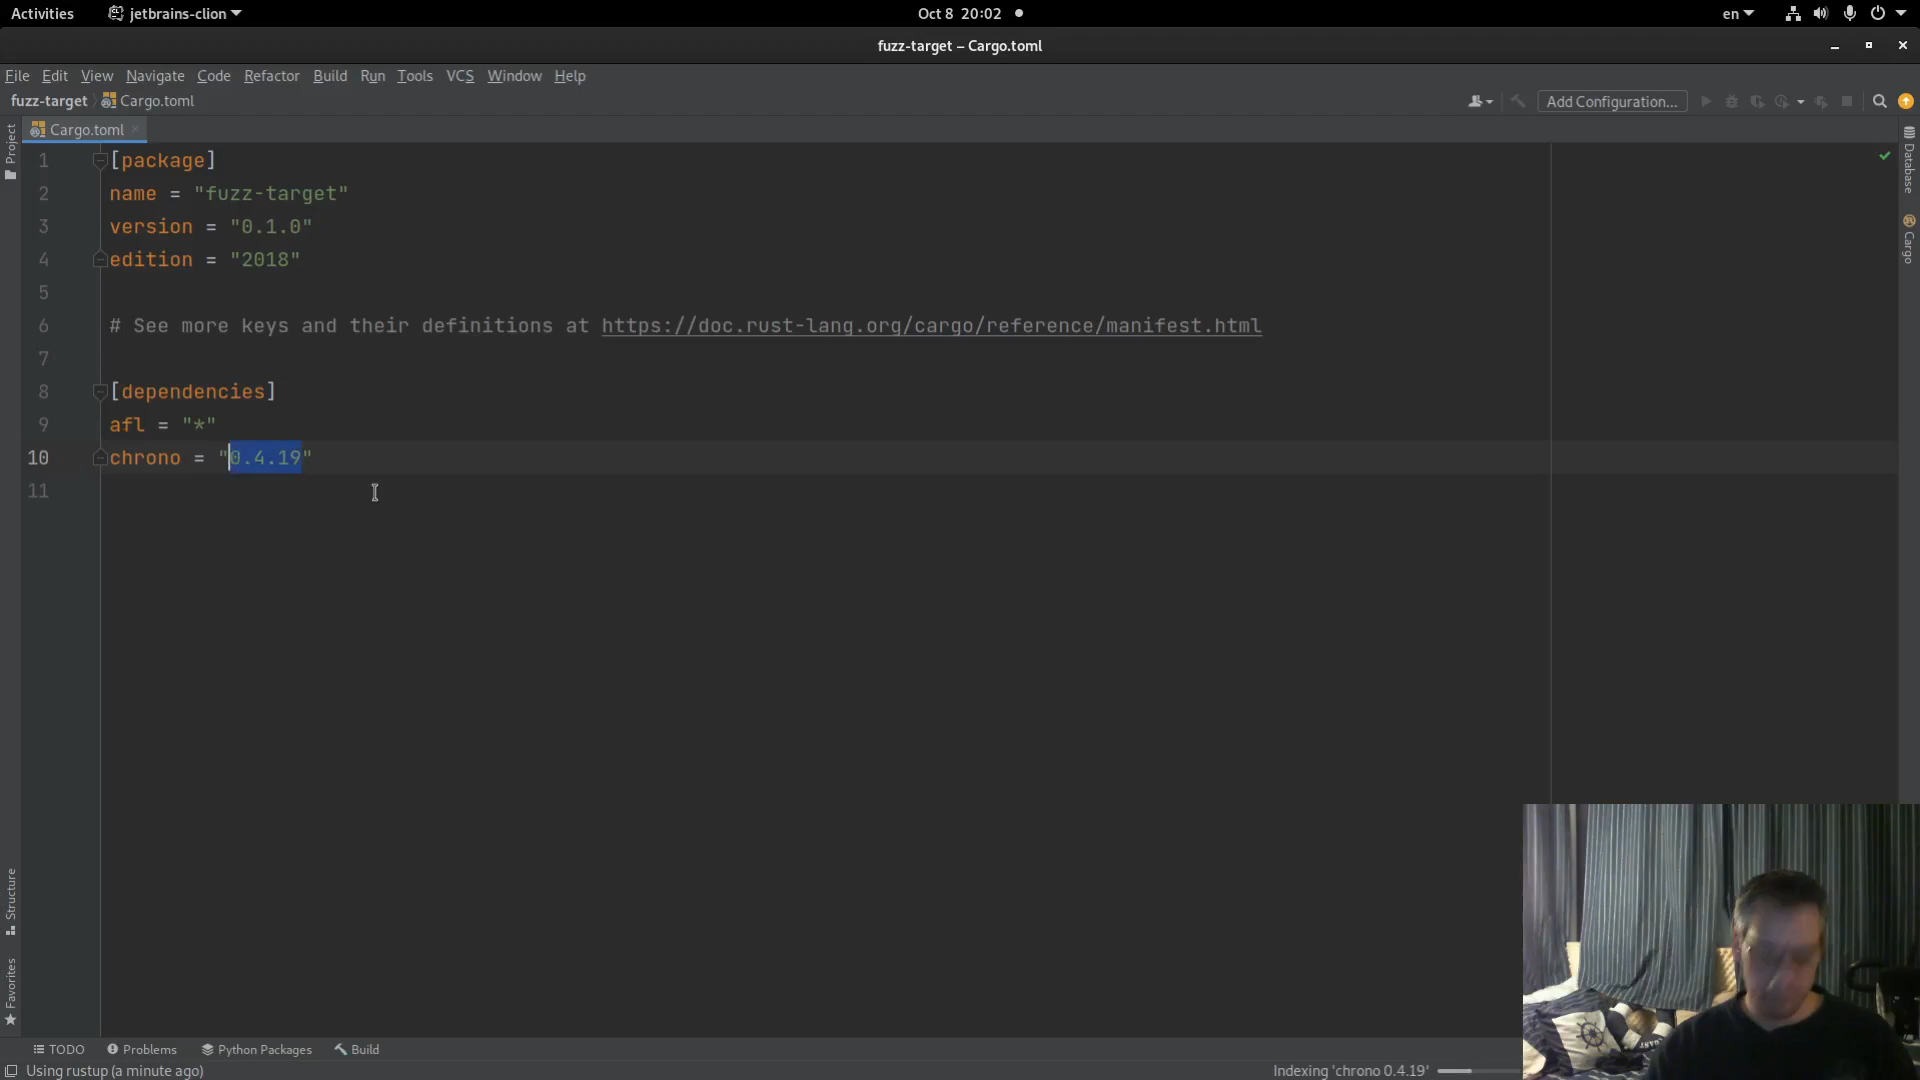 Activities jetbrains-clion Oct 8 20:02 en
fuzz-target – Cargo.toml
File Edit View Navigate Code Refactor Build Run Tools VCS Window Help
fuzz-target Cargo.toml Add Configuration...
Cargo.toml
Project
Database
Cargo
1 [package]
2 name = "fuzz-target"
3 version = "0.1.0"
4 edition = "2018"
5
6 # See more keys and their definitions at https://doc.rust-lang.org/cargo/reference/manifest.html
7
8 [dependencies]
9 afl = "*"
10 chrono = "0.4.19"
11
Structure
Favorites
TODO Problems Python Packages Build
Using rustup (a minute ago) Indexing 'chrono 0.4.19'